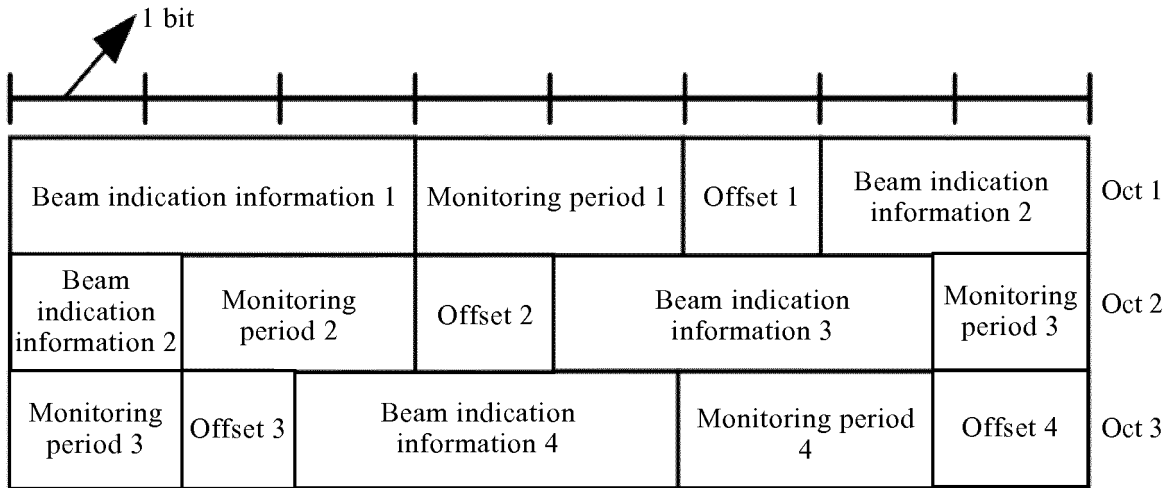 1 bit
Beam indication information 1
Monitoring period 1
Offset 1
Beam indication
information 2
Oct 1
Beam
indication
information 2
Monitoring
period 2
Offset 2
Beam indication
information 3
Monitoring
period 3
Oct 2
Monitoring
period 3
Offset 3
Beam indication
information 4
Monitoring period
4
Offset 4
Oct 3